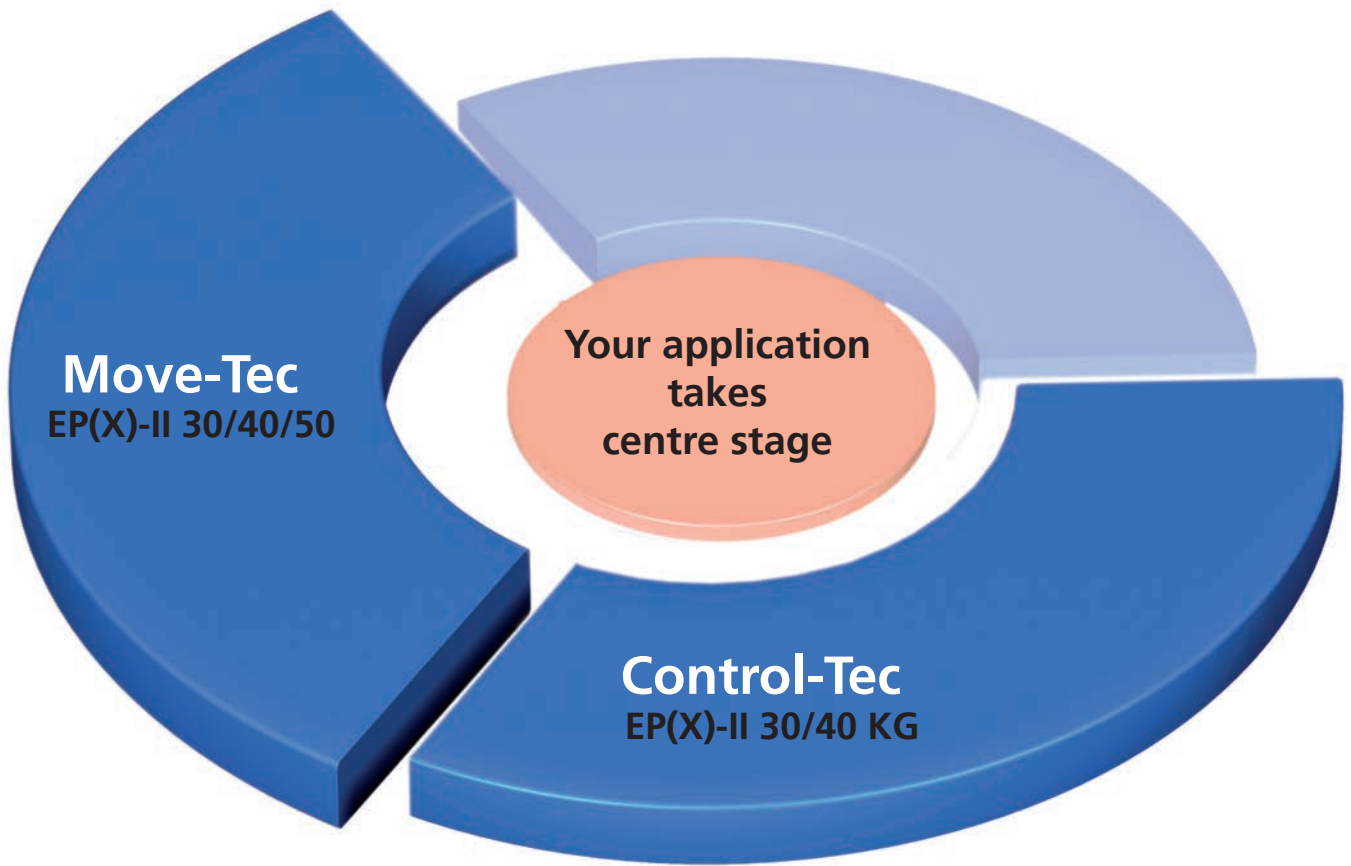 Your application
takes
centre stage
Move-Tec
EP(X)-II 30/40/50
Control-Tec
EP(X)-II 30/40 KG